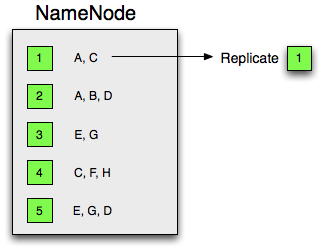 NameNode
1 A, C Replicate 1
2 A, B, D
3 E, G
4 C, F, H
5 E, G, D